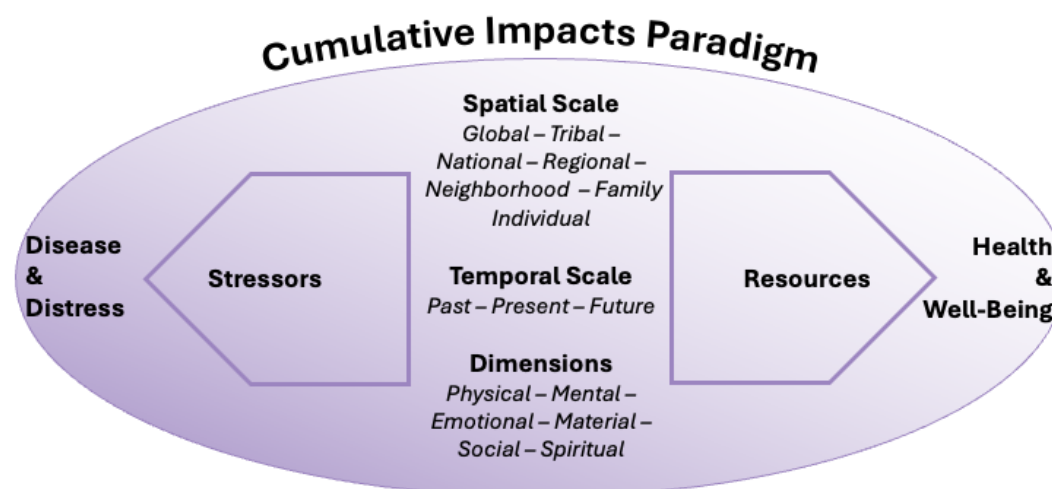 Cumulative Impacts Paradigm
Spatial Scale
Global – Tribal –
National – Regional –
Neighborhood – Family
Individual
Disease
&
Distress
Stressors
Temporal Scale
Past – Present – Future
Resources
Health
&
Well-Being
Dimensions
Physical – Mental –
Emotional – Material –
Social – Spiritual